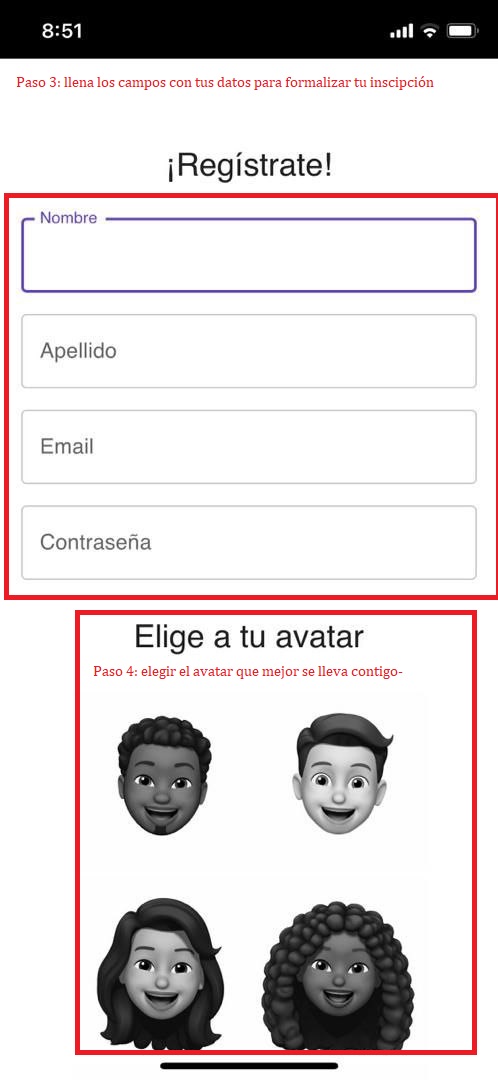 8:51
Paso 3: llena los campos con tus datos para formalizar tu inscipción
¡Regístrate!
Nombre
Apellido
Email
Contraseña
Elige a tu avatar
Paso 4: elegir el avatar que mejor se lleva contigo-